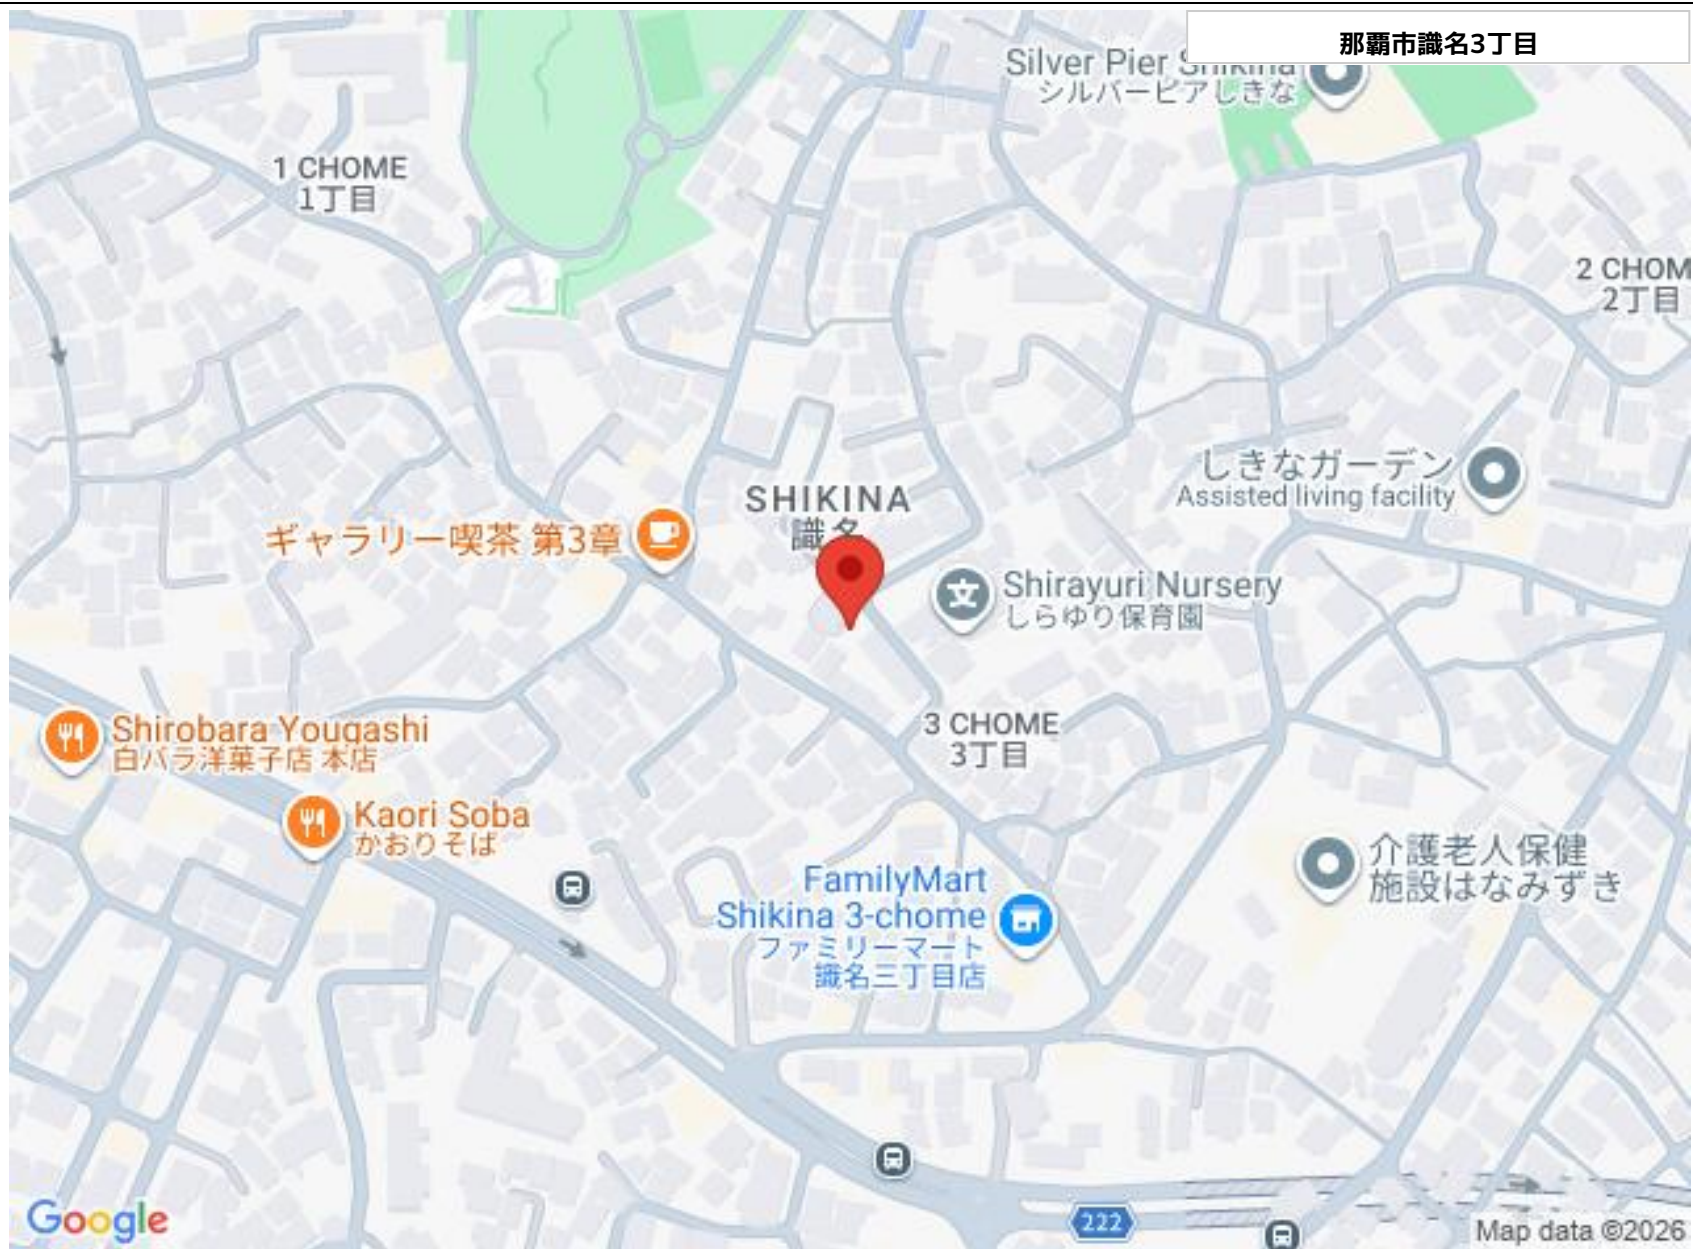 那覇市識名3丁目
Silver Pier Shikina
シルバーピアしきな
1 CHOME
1丁目
2 CHOM
2丁目
しきなガーデン
Assisted living facility
SHIKINA
識名
ギャラリー喫茶 第3章
Shirayuri Nursery
しらゆり保育園
Shirobara Yougashi
白バラ洋菓子店 本店
3 CHOME
3丁目
Kaori Soba
かおりそば
介護老人保健
施設はなみずき
FamilyMart
Shikina 3-chome
ファミリーマート
識名三丁目店
222
Google
Map data ©2026